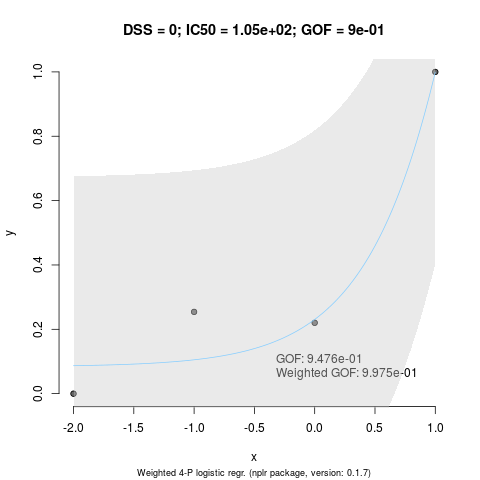 DSS = 0; IC50 = 1.05e+02; GOF = 9e-01
1.0
0.8
0.6
y
0.4
0.2
0.0
GOF: 9.476e-01
Weighted GOF: 9.975e-01
-2.0 -1.5 -1.0 -0.5 0.0 0.5 1.0
x
Weighted 4-P logistic regr. (nplr package, version: 0.1.7)